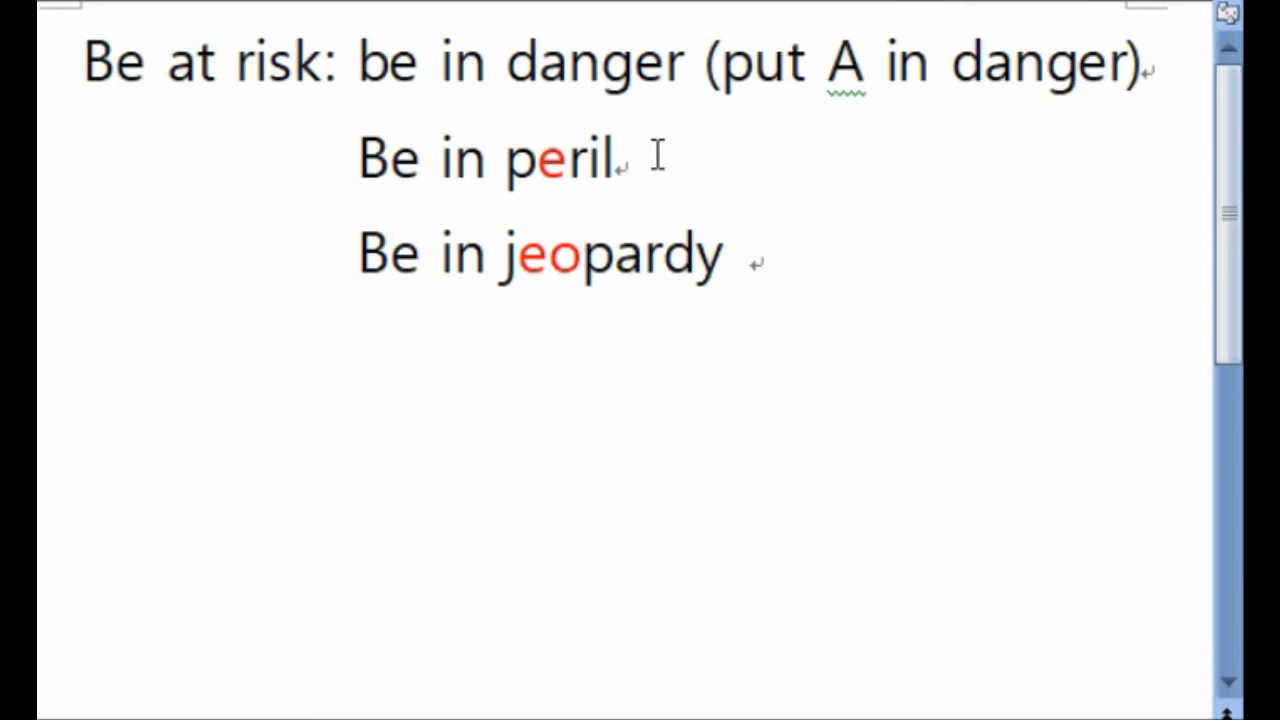 Be at risk: be in danger (put A in danger)
Be in peril
Be in jeopardy